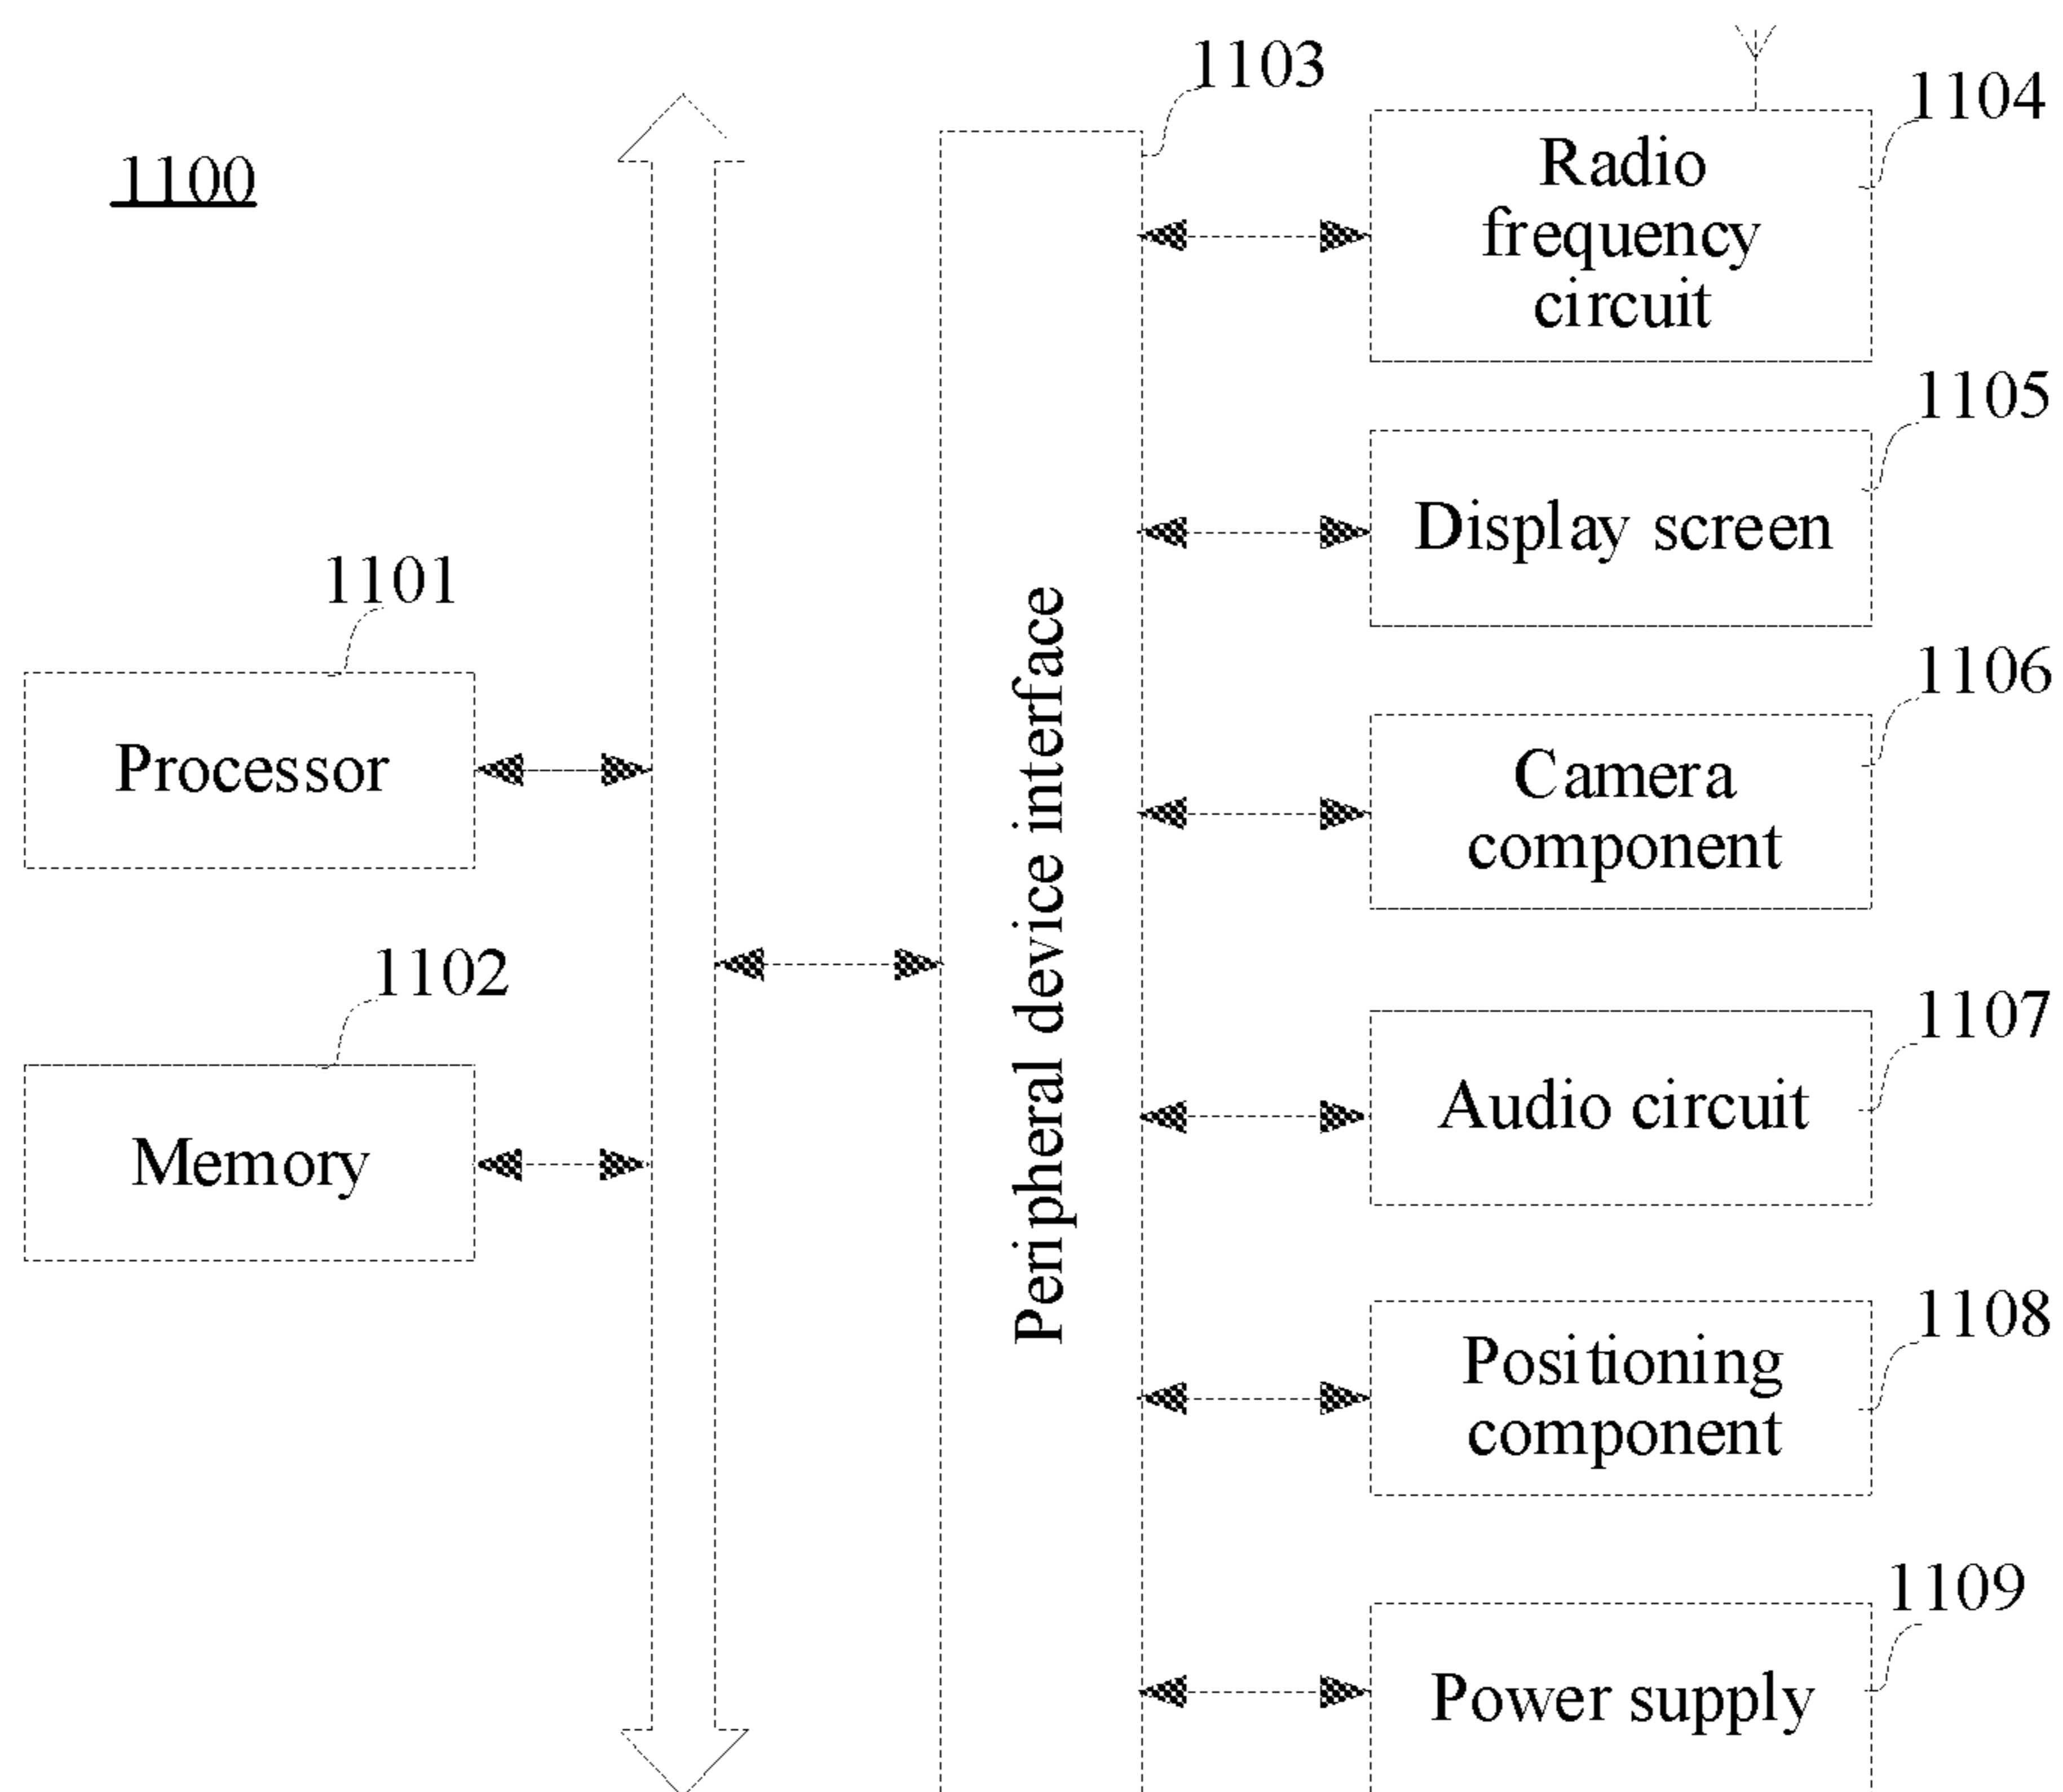 1100
1101
Processor
1102
Memory
1103
Peripheral device interface
1104
Radio
frequency
circuit
1105
Display screen
1106
Camera
component
1107
Audio circuit
1108
Positioning
component
1109
Power supply